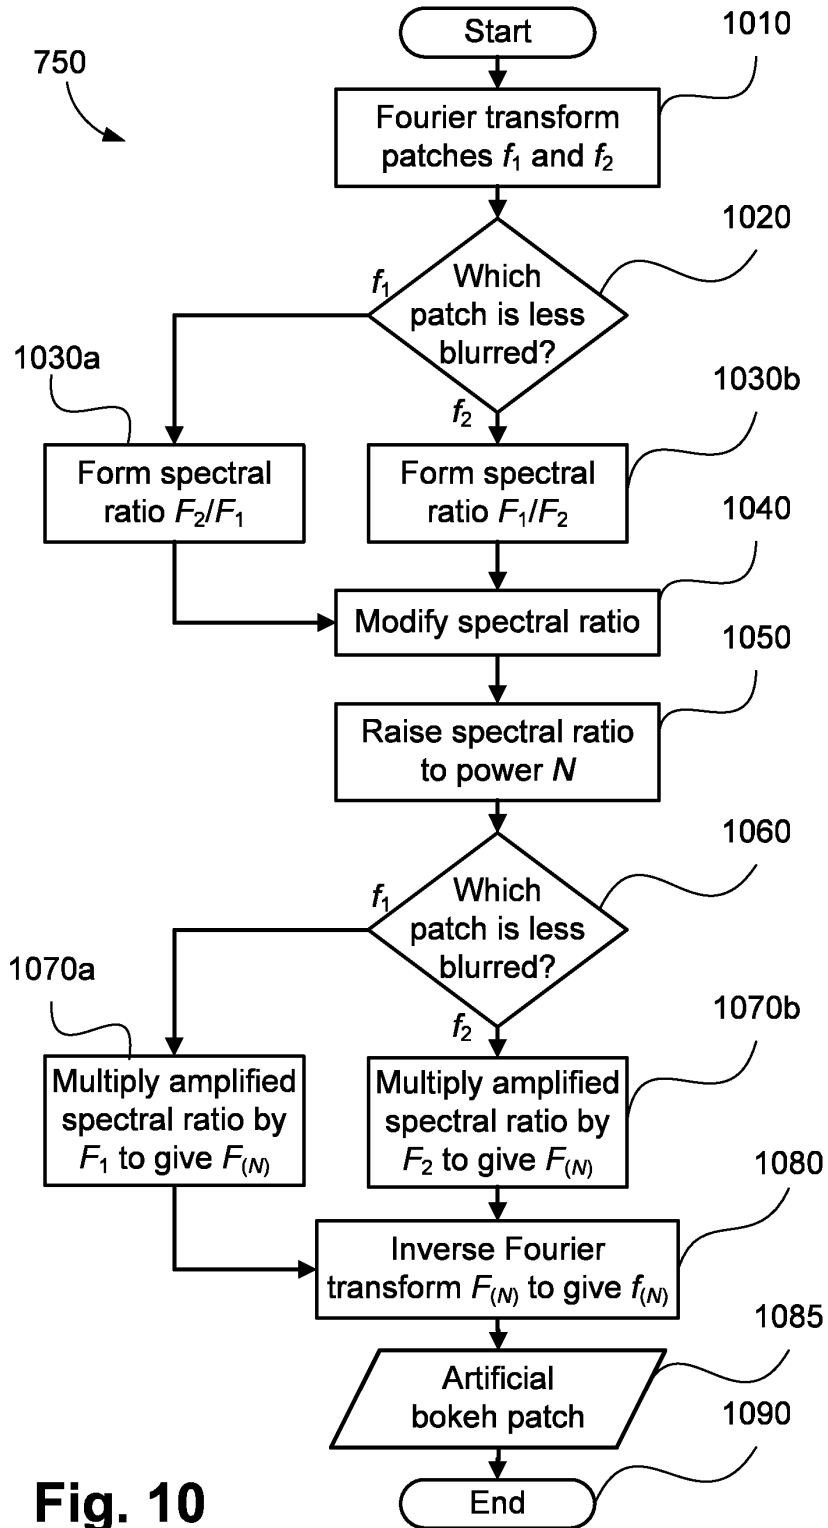 Start
1010
750
Fourier transform
patches f1 and f2
1020
f1
Which
patch is less
blurred?
f2
1030a
1030b
Form spectral
ratio F2/F1
Form spectral
ratio F1/F2
1040
Modify spectral ratio
1050
Raise spectral ratio
to power N
1060
f1
Which
patch is less
blurred?
f2
1070a
1070b
Multiply amplified
spectral ratio by
F1 to give F(N)
Multiply amplified
spectral ratio by
F2 to give F(N)
1080
Inverse Fourier
transform F(N) to give f(N)
1085
Artificial
bokeh patch
1090
End
Fig. 10